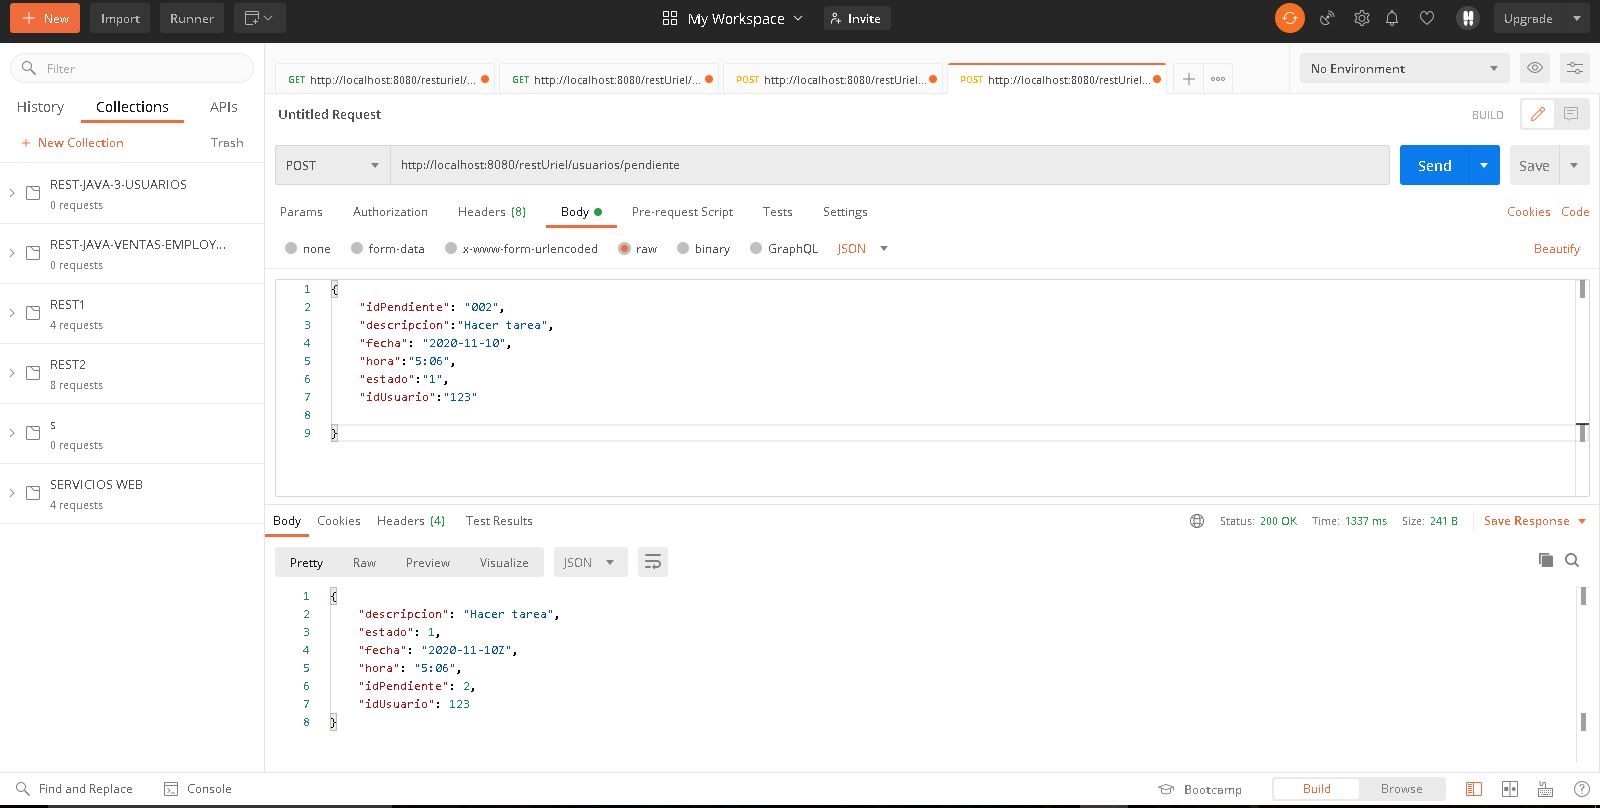 New Import Runner My Workspace Invite Upgrade
Filter
History Collections APIs
+ New Collection Trash
REST-JAVA-3-USUARIOS
0 requests
REST-JAVA-VENTAS-EMPLOY...
0 requests
REST1
4 requests
REST2
8 requests
s
0 requests
SERVICIOS WEB
4 requests
GET http://localhost:8080/resturiel/... GET http://localhost:8080/restUriel/... POST http://localhost:8080/restUriel... POST http://localhost:8080/restUriel... No Environment
Untitled Request BUILD
POST http://localhost:8080/restUriel/usuarios/pendiente Send Save
Params Authorization Headers (8) Body Pre-request Script Tests Settings Cookies Code
none form-data x-www-form-urlencoded raw binary GraphQL JSON Beautify
1 {
2 "idPendiente": "002",
3 "descripcion":"Hacer tarea",
4 "fecha": "2020-11-10",
5 "hora":"5:06",
6 "estado":"1",
7 "idUsuario":"123"
8
9 }
Body Cookies Headers (4) Test Results Status: 200 OK Time: 1337 ms Size: 241 B Save Response
Pretty Raw Preview Visualize JSON
1 {
2 "descripcion": "Hacer tarea",
3 "estado": 1,
4 "fecha": "2020-11-10Z",
5 "hora": "5:06",
6 "idPendiente": 2,
7 "idUsuario": 123
8 }
Find and Replace Console Bootcamp Build Browse